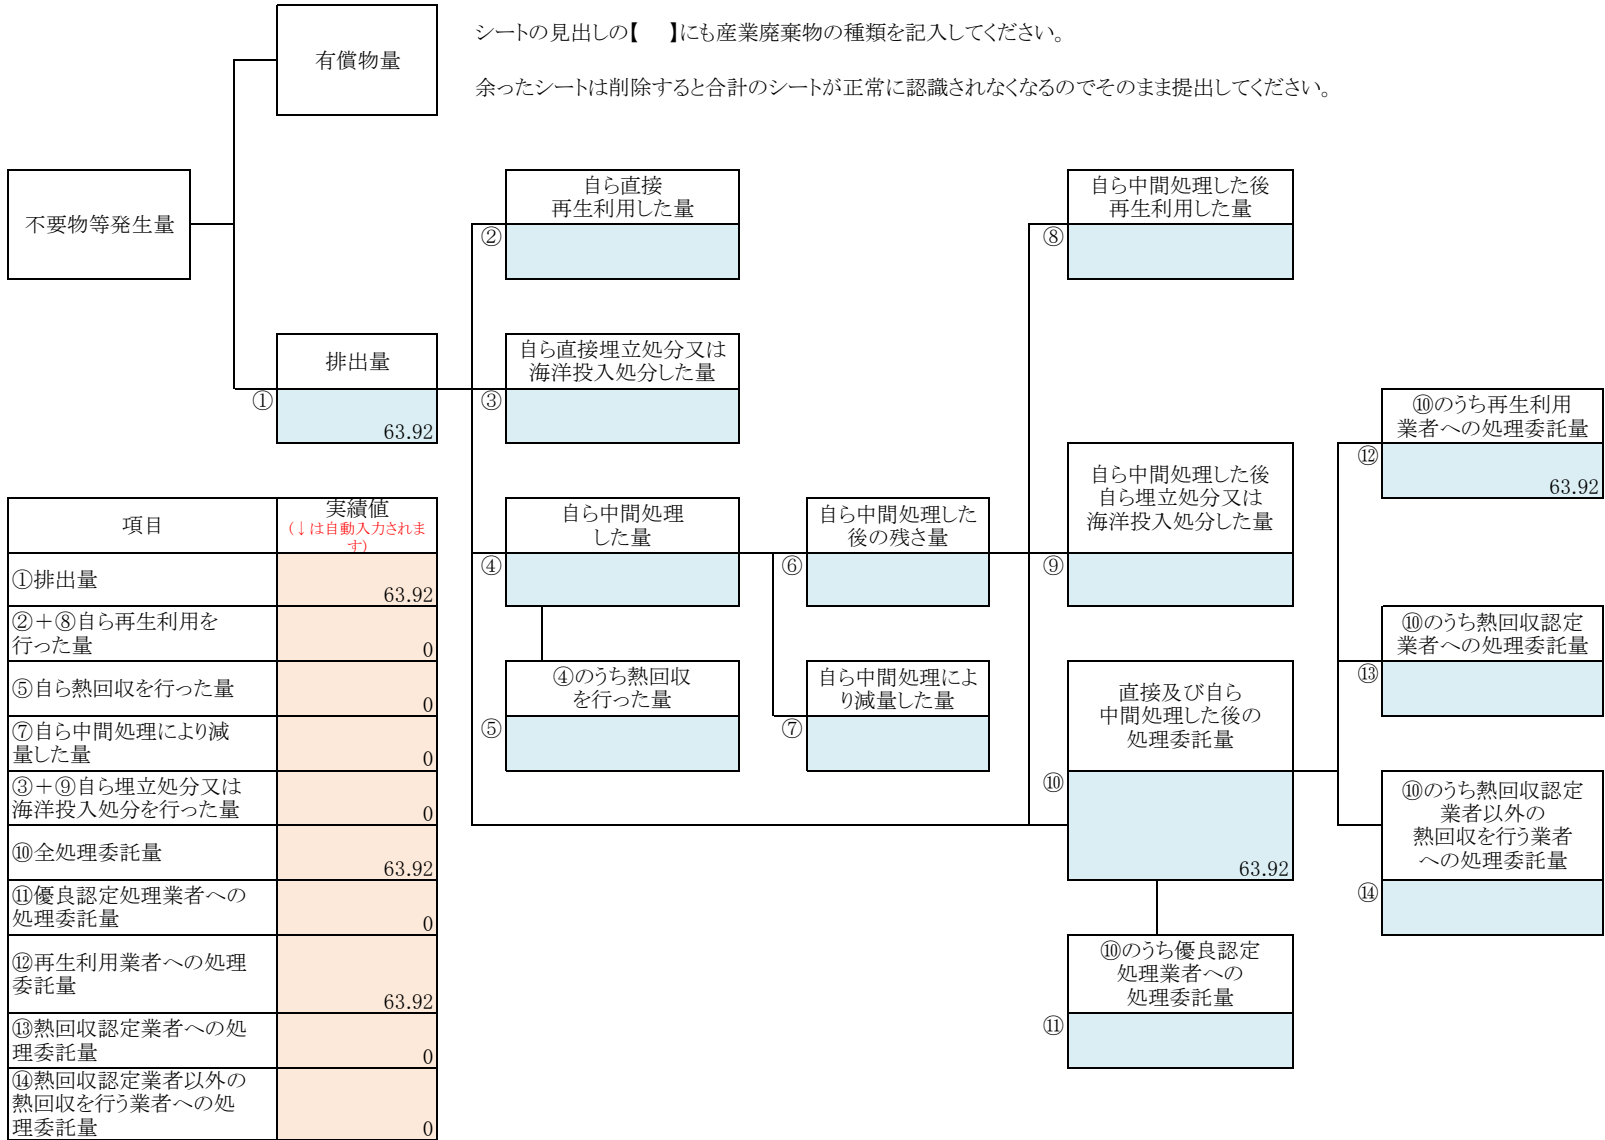 シートの見出しの【　】にも産業廃棄物の種類を記入してください。
余ったシートは削除すると合計のシートが正常に認識されなくなるのでそのまま提出してください。
有償物量
不要物等発生量
排出量
①
63.92
自ら直接
再生利用した量
②
自ら直接埋立処分又は
海洋投入処分した量
③
自ら中間処理
した量
④
④のうち熱回収
を行った量
⑤
自ら中間処理した
後の残さ量
⑥
自ら中間処理によ
り減量した量
⑦
自ら中間処理した後
再生利用した量
⑧
自ら中間処理した後
自ら埋立処分又は
海洋投入処分した量
⑨
直接及び自ら
中間処理した後の
処理委託量
⑩
63.92
⑩のうち優良認定
処理業者への
処理委託量
⑪
⑩のうち再生利用
業者への処理委託量
⑫
63.92
⑩のうち熱回収認定
業者への処理委託量
⑬
⑩のうち熱回収認定
業者以外の
熱回収を行う業者
への処理委託量
⑭
項目
実績値
(↓は自動入力されま
す)
①排出量
63.92
②＋⑧自ら再生利用を
行った量
0
⑤自ら熱回収を行った量
0
⑦自ら中間処理により減
量した量
0
③＋⑨自ら埋立処分又は
海洋投入処分を行った量
0
⑩全処理委託量
63.92
⑪優良認定処理業者への
処理委託量
0
⑫再生利用業者への処理
委託量
63.92
⑬熱回収認定業者への処
理委託量
0
⑭熱回収認定業者以外の
熱回収を行う業者への処
理委託量
0